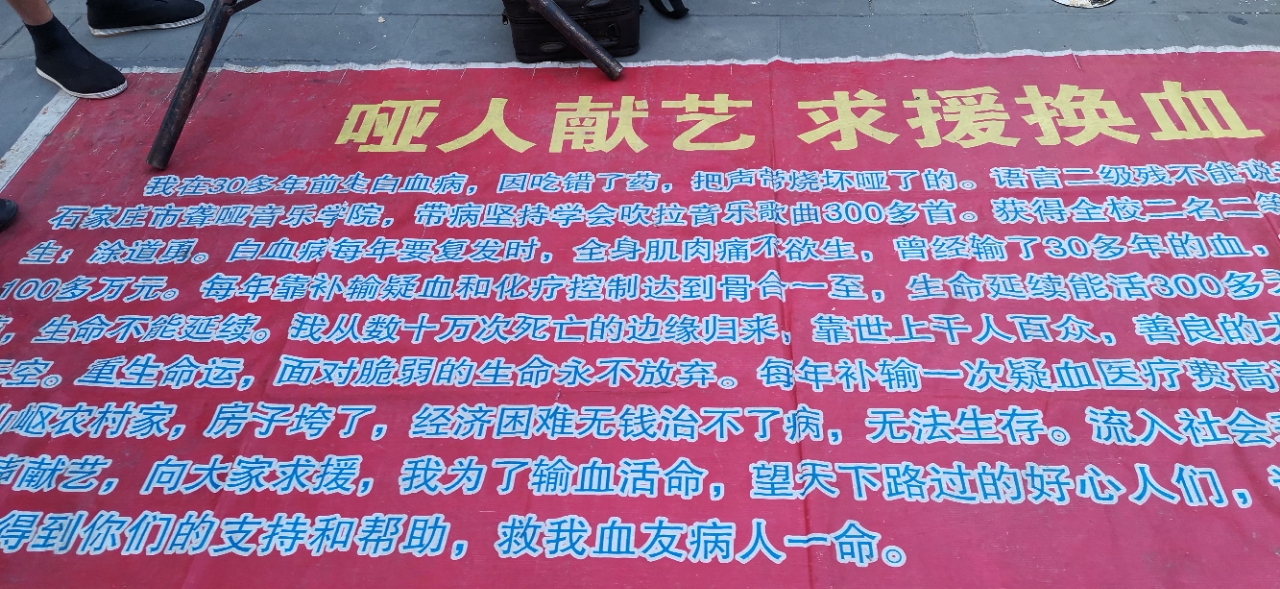 哑人献艺 求援换血
我在30多年前生白血病，因吃错了药，把声带烧坏哑了的。语言二级残不能说
石家庄市聋哑音乐学院，带病坚持学会吹拉音乐歌曲300多首。获得全校二名二等
生：涂道勇。白血病每年要复发时，全身肌肉痛不欲生，曾经输了30多年的血，
100多万元。每年靠补输疑血和化疗控制达到骨合一至，生命延续能活300多天
，生命不能延续。我从数十万次死亡的边缘归来，靠世上千人百众，善良的大
天空。重生命运，面对脆弱的生命永不放弃。每年补输一次疑血医疗费高
山岖农村家，房子垮了，经济困难无钱治不了病，无法生存。流入社会
献艺，向大家求援，我为了输血活命，望天下路过的好心人们，
得到你们的支持和帮助，救我血友病人一命。